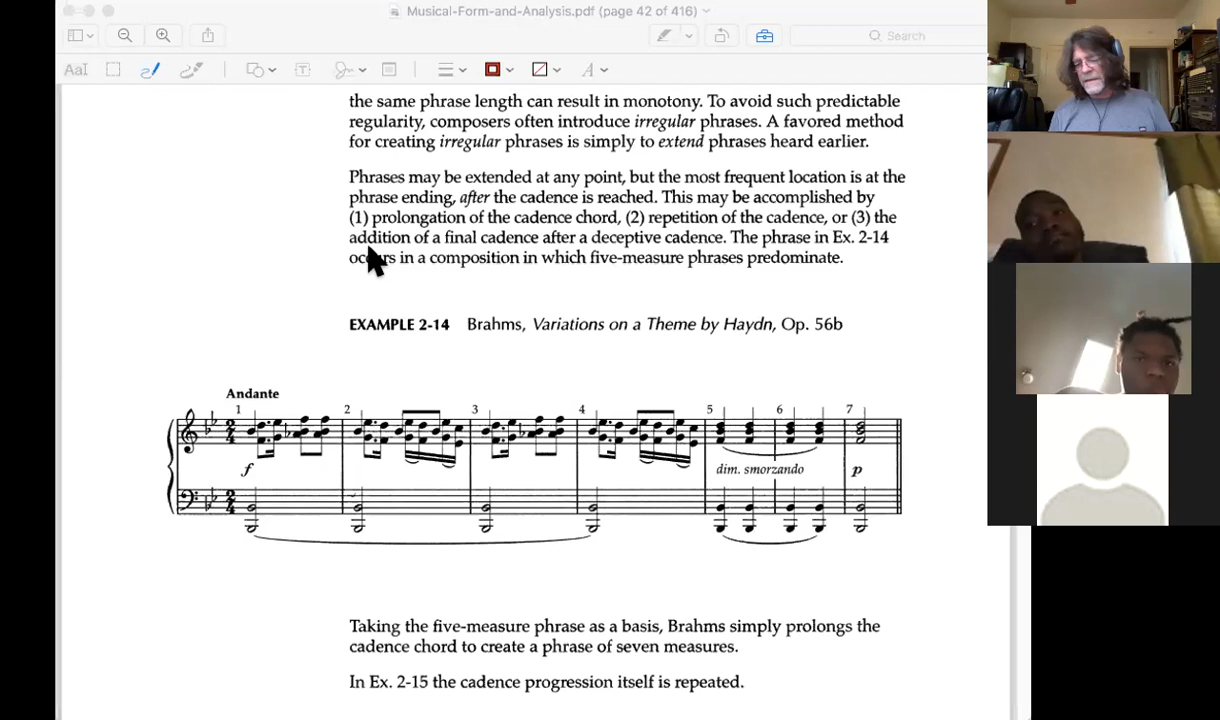 Musical-Form-and-Analysis.pdf (page 42 of 416)
Search
AaI
T
A
the same phrase length can result in monotony. To avoid such predictable
regularity, composers often introduce irregular phrases. A favored method
for creating irregular phrases is simply to extend phrases heard earlier.
Phrases may be extended at any point, but the most frequent location is at the
phrase ending, after the cadence is reached. This may be accomplished by
(1) prolongation of the cadence chord, (2) repetition of the cadence, or (3) the
addition of a final cadence after a deceptive cadence. The phrase in Ex. 2-14
occurs in a composition in which five-measure phrases predominate.
EXAMPLE 2-14 Brahms, Variations on a Theme by Haydn, Op. 56b
Andante
1 2 3 4 5 6 7
2 4
f dim. smorzando p
2 4
Taking the five-measure phrase as a basis, Brahms simply prolongs the
cadence chord to create a phrase of seven measures.
In Ex. 2-15 the cadence progression itself is repeated.